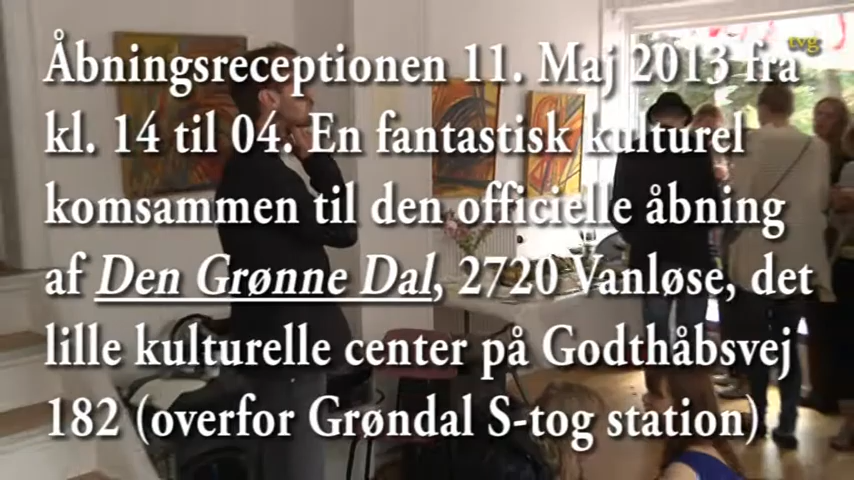 tvg
Åbningsreceptionen 11. Maj 2013 fra
kl. 14 til 04. En fantastisk kulturel
komsammen til den officielle åbning
af Den Grønne Dal, 2720 Vanløse, det
lille kulturelle center på Godthåbsvej
182 (overfor Grøndal S-tog station)